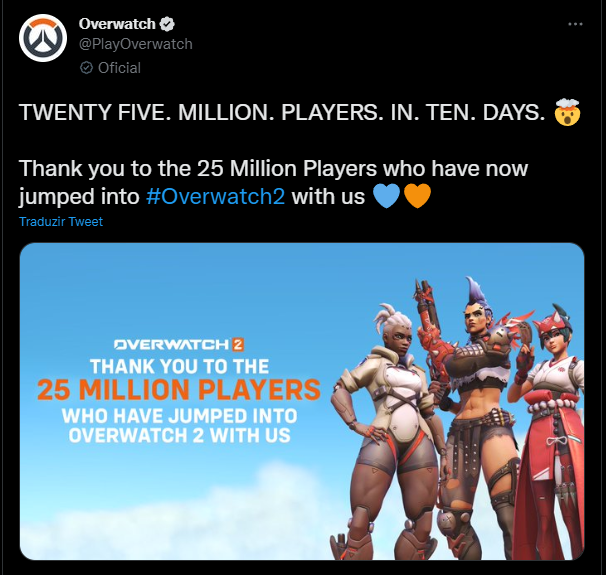 Overwatch
@PlayOverwatch
Oficial
TWENTY FIVE. MILLION. PLAYERS. IN. TEN. DAYS. 🤯
Thank you to the 25 Million Players who have now
jumped into #Overwatch2 with us 💙🧡
Traduzir Tweet
OVERWATCH 2
THANK YOU TO THE
25 MILLION PLAYERS
WHO HAVE JUMPED INTO
OVERWATCH 2 WITH US